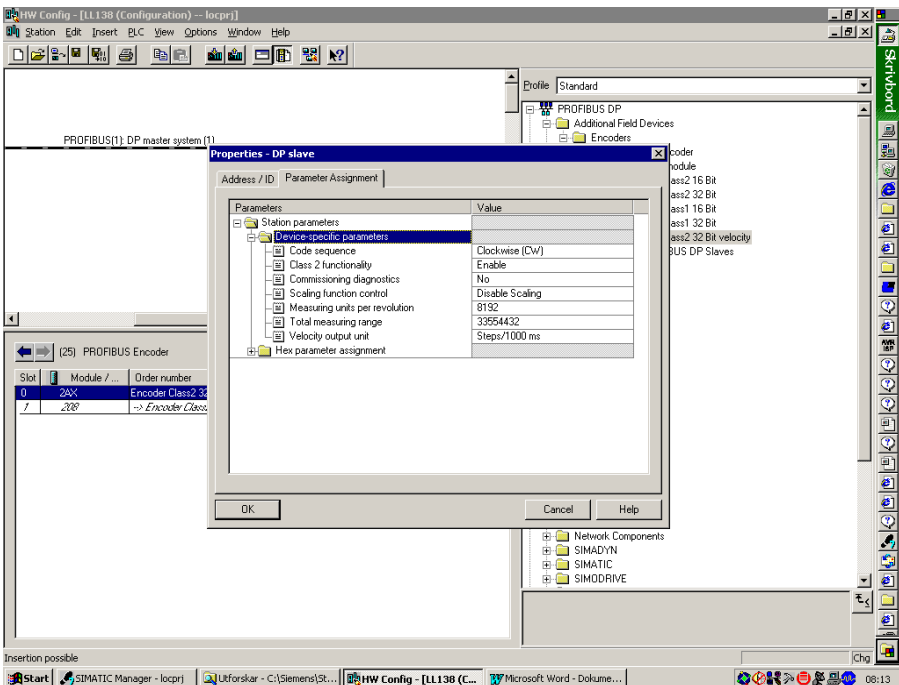 HW Config - [LL138 (Configuration) -- locprj]
Station Edit Insert PLC View Options Window Help
Skrivbord
PROFIBUS(1): DP master system (1)
Profile Standard
PROFIBUS DP
Additional Field Devices
Encoders
coder
module
ass2 16 Bit
ass2 32 Bit
ass1 16 Bit
ass1 32 Bit
ass2 32 Bit velocity
BUS DP Slaves
Properties - DP slave
Address / ID Parameter Assignment
Parameters Value
Station parameters
Device-specific parameters
Code sequence Clockwise (CW)
Class 2 functionality Enable
Commissioning diagnostics No
Scaling function control Disable Scaling
Measuring units per revolution 8192
Total measuring range 33554432
Velocity output unit Steps/1000 ms
Hex parameter assignment
OK Cancel Help
(25) PROFIBUS Encoder
Slot Module / ... Order number
0 2AX Encoder Class2 32
1 208 --> Encoder Class
Network Components
SIMADYN
SIMATIC
SIMODRIVE
AVR
ISP
Insertion possible Chg
Start SIMATIC Manager - locprj Utforskar - C:\Siemens\St... HW Config - [LL138 (C... Microsoft Word - Dokume... 08:13